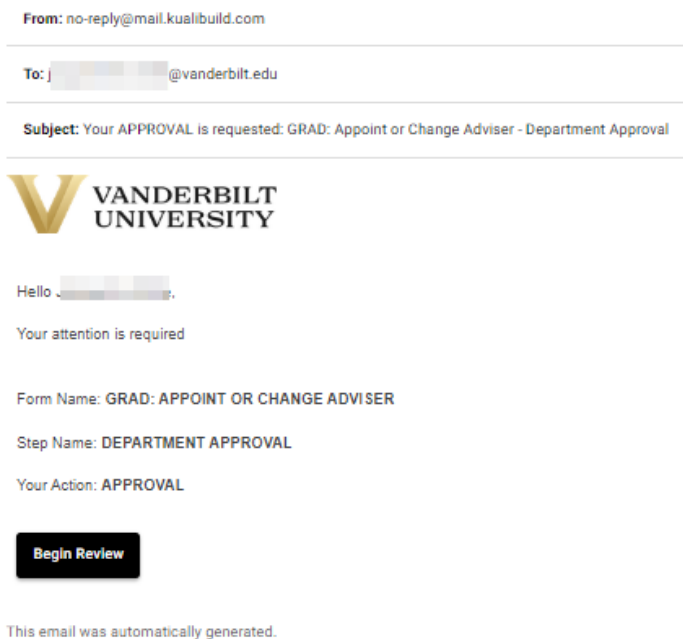 From: no-reply@mail.kualibuild.com
To: j @vanderbilt.edu
Subject: Your APPROVAL is requested: GRAD: Appoint or Change Adviser - Department Approval
VANDERBILT
UNIVERSITY
Hello ,
Your attention is required
Form Name: GRAD: APPOINT OR CHANGE ADVISER
Step Name: DEPARTMENT APPROVAL
Your Action: APPROVAL
Begin Review
This email was automatically generated.